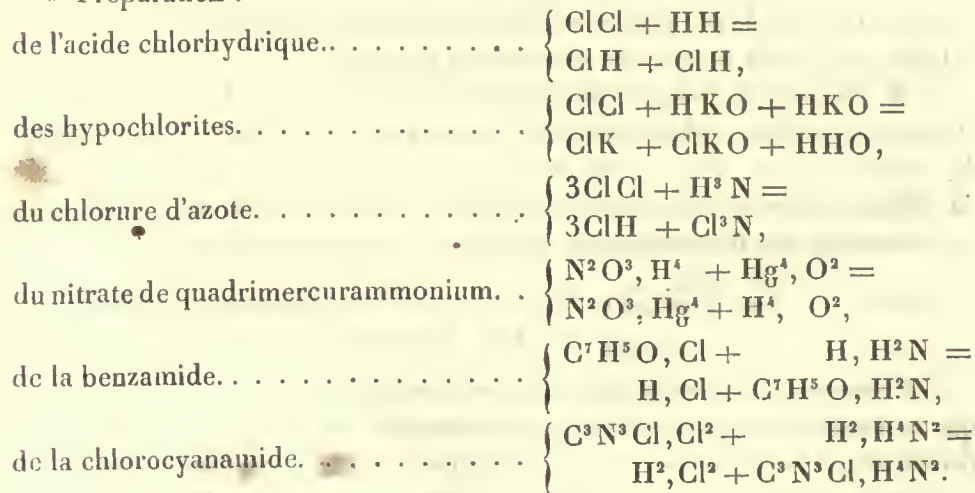 de l'acide chlorhydrique.. . . . . . . . . . { ClCl + HH =
ClH + ClH,
des hypochlorites. . . . . . . . . . . . . . { ClCl + HKO + HKO =
ClK + ClKO + HHO,
du chlorure d'azote. . . . . . . . . . . . . { 3ClCl + H³N =
3ClH + Cl³N,
du nitrate de quadrimercurammonium. . { N²O³, H⁴ + Hg⁴, O² =
N²O³, Hg⁴ + H⁴, O²,
de la benzamide. . . . . . . . . . . . . . . { C⁷H⁵O, Cl + H, H²N =
H, Cl + C⁷H⁵O, H²N,
de la chlorocyanamide. . . . . . . . . . { C³N³Cl, Cl² + H², H⁴N² =
H², Cl² + C³N³Cl, H⁴N².